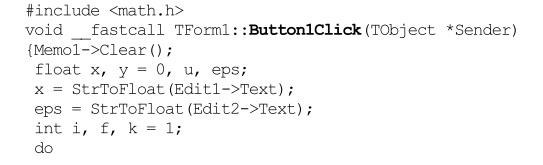 #include <math.h>
void __fastcall TForm1::Button1Click(TObject *Sender)
{Memo1->Clear();
float x, y = 0, u, eps;
x = StrToFloat(Edit1->Text);
eps = StrToFloat(Edit2->Text);
int i, f, k = 1;
do